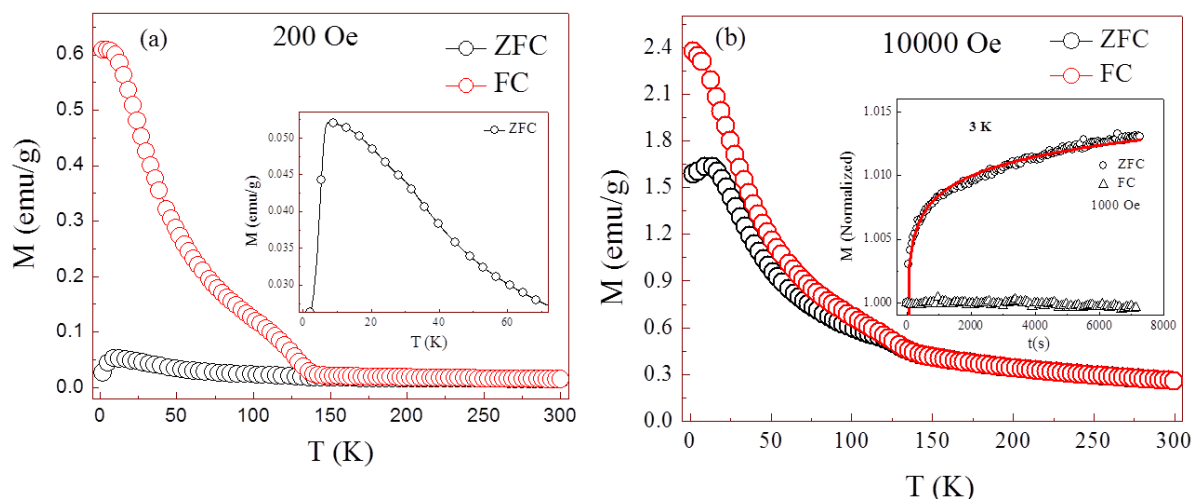 (a)
200 Oe
ZFC
FC
M (emu/g)
0.6
0.5
0.4
0.3
0.2
0.1
0.0
0
50
100
150
200
250
300
T (K)
ZFC
M (emu/g)
0.050
0.045
0.040
0.035
0.030
0
20
40
60
T (K)
(b)
10000 Oe
ZFC
FC
M (emu/g)
2.4
2.1
1.8
1.5
1.2
0.9
0.6
0.3
0.0
0
50
100
150
200
250
300
T (K)
3 K
ZFC
FC
1000 Oe
M (Normalized)
1.015
1.010
1.005
1.000
0
2000
4000
6000
8000
t(s)